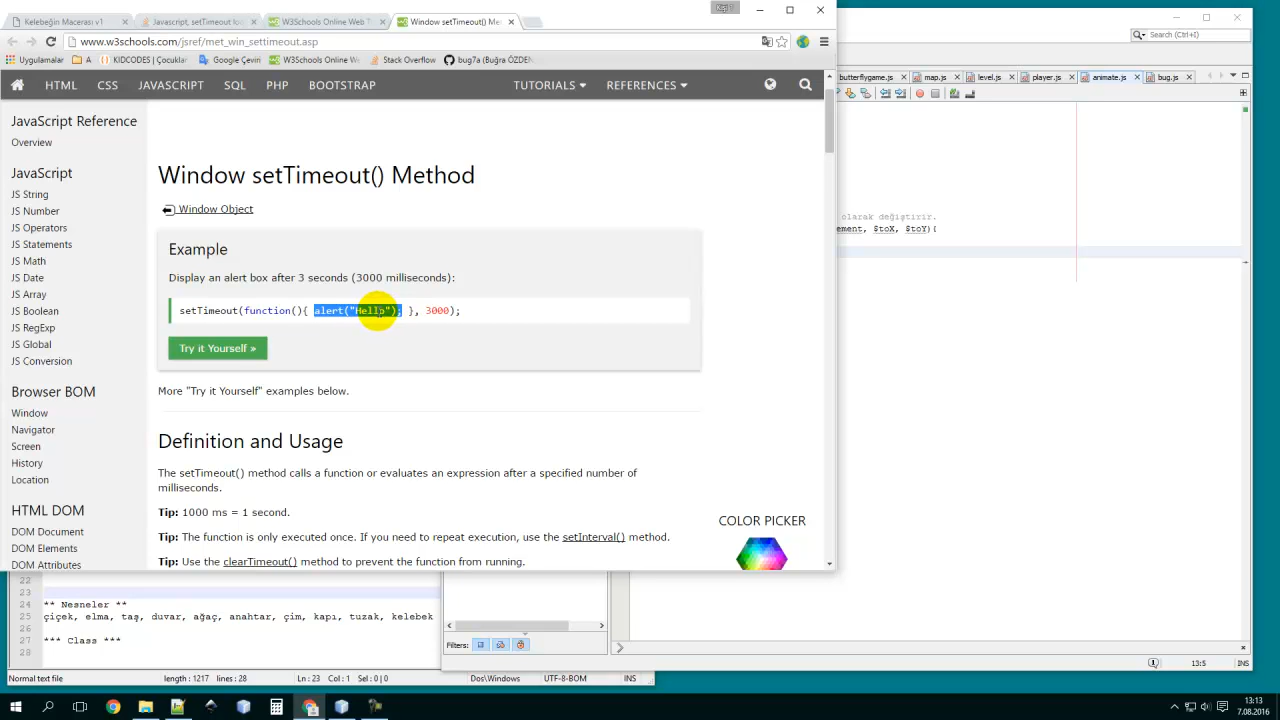 Kelebeğin Macerası v1
Javascript, setTimeout loo
W3Schools Online Web T
Window setTimeout() Me
www.w3schools.com/jsref/met_win_settimeout.asp
Uygulamalar
A
KIDCODES | Çocuklar
Google Çeviri
W3Schools Online We
Stack Overflow
bug7a (Buğra ÖZDEN
HTML
CSS
JAVASCRIPT
SQL
PHP
BOOTSTRAP
TUTORIALS
REFERENCES
JavaScript Reference
Overview
JavaScript
JS String
JS Number
JS Operators
JS Statements
JS Math
JS Date
JS Array
JS Boolean
JS RegExp
JS Global
JS Conversion
Browser BOM
Window
Navigator
Screen
History
Location
HTML DOM
DOM Document
DOM Elements
DOM Attributes
Window setTimeout() Method
Window Object
Example
Display an alert box after 3 seconds (3000 milliseconds):
setTimeout(function(){ alert("Hello"); }, 3000);
Try it Yourself »
More "Try it Yourself" examples below.
Definition and Usage
The setTimeout() method calls a function or evaluates an expression after a specified number of
milliseconds.
Tip: 1000 ms = 1 second.
Tip: The function is only executed once. If you need to repeat execution, use the setInterval() method.
Tip: Use the clearTimeout() method to prevent the function from running.
COLOR PICKER
Search (Ctrl+I)
butterflygame.js
map.js
level.js
player.js
animate.js
bug.js
olarak değiştirir.
ement, $toX, $toY){
22
23
24 ** Nesneler **
25 çiçek, elma, taş, duvar, ağaç, anahtar, çim, kapı, tuzak, kelebek
26
27 *** Class ***
28
Normal text file
length : 1217 lines : 28
Ln : 23 Col : 1 Sel : 0 | 0
Dos\Windows
UTF-8-BOM
INS
Filters:
1
13:5
INS
13:13
7.08.2016